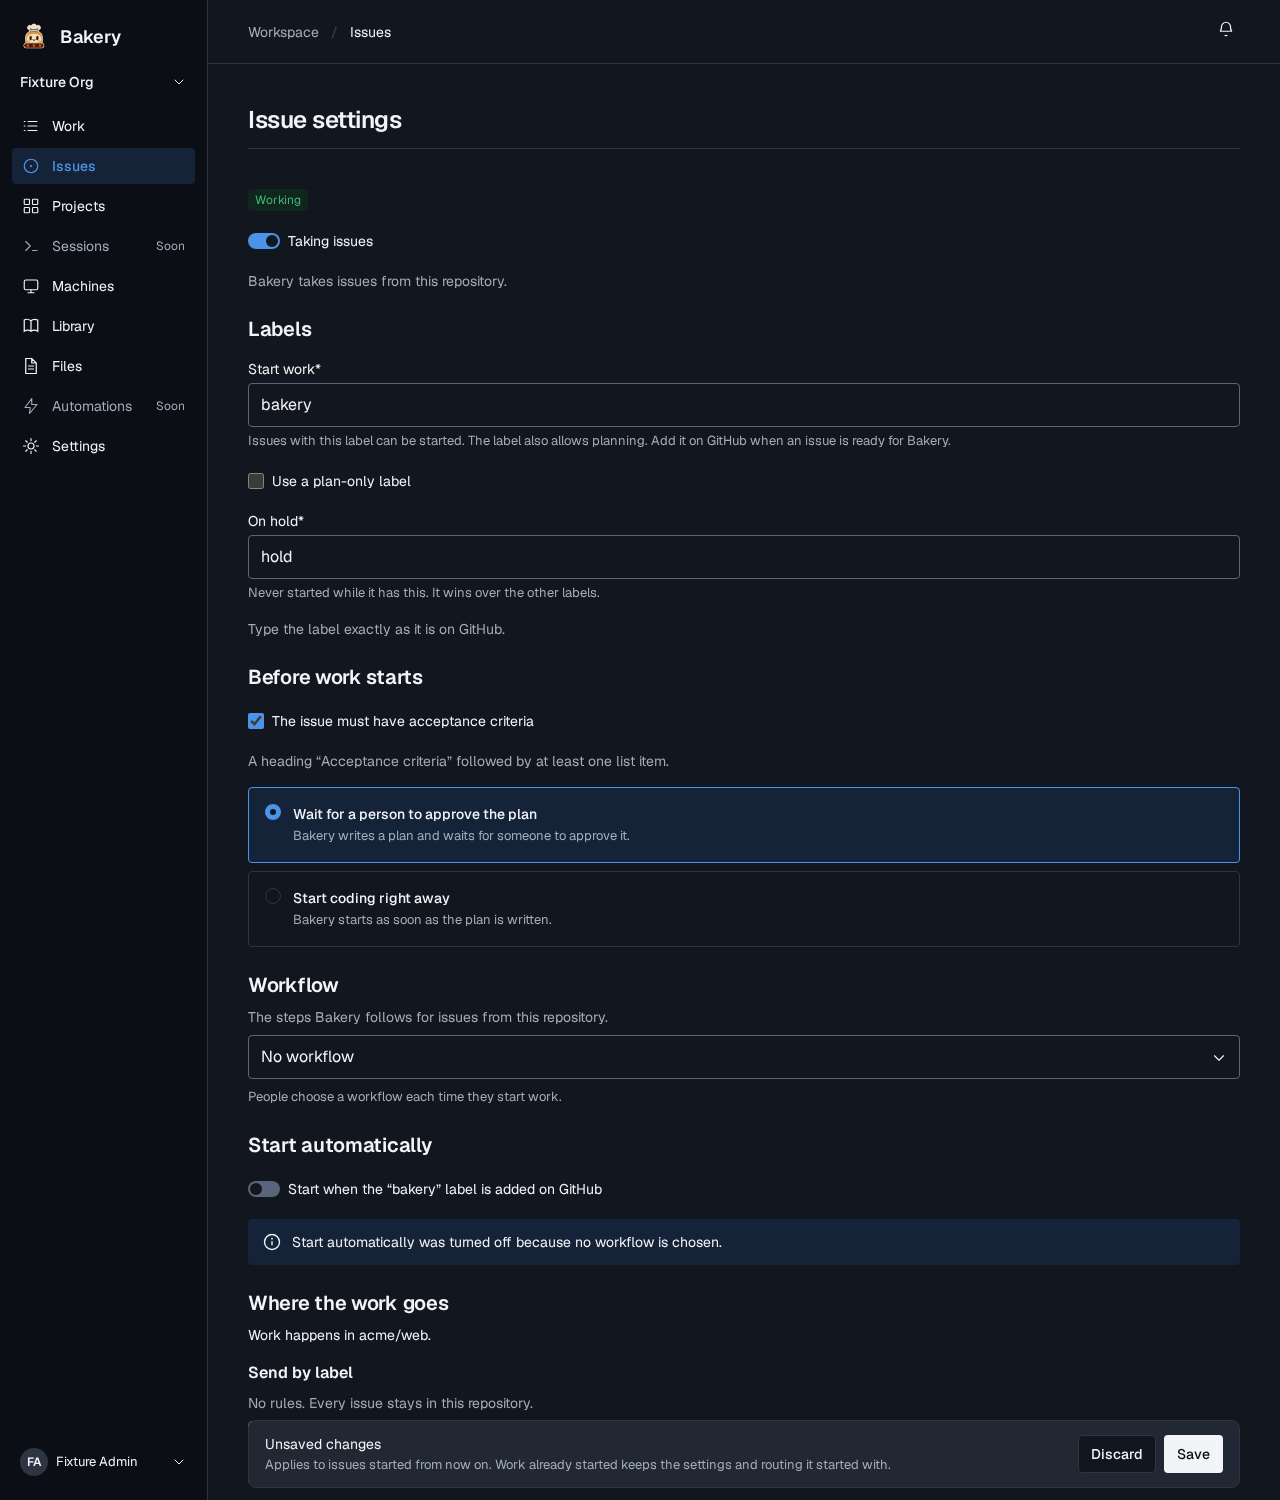 Bakery
Fixture Org
Work
Issues
Projects
Sessions Soon
Machines
Library
Files
Automations Soon
Settings
FA Fixture Admin
Workspace / Issues
Issue settings
Working
Taking issues
Bakery takes issues from this repository.
Labels
Start work*
bakery
Issues with this label can be started. The label also allows planning. Add it on GitHub when an issue is ready for Bakery.
Use a plan-only label
On hold*
hold
Never started while it has this. It wins over the other labels.
Type the label exactly as it is on GitHub.
Before work starts
The issue must have acceptance criteria
A heading “Acceptance criteria” followed by at least one list item.
Wait for a person to approve the plan
Bakery writes a plan and waits for someone to approve it.
Start coding right away
Bakery starts as soon as the plan is written.
Workflow
The steps Bakery follows for issues from this repository.
No workflow
People choose a workflow each time they start work.
Start automatically
Start when the “bakery” label is added on GitHub
Start automatically was turned off because no workflow is chosen.
Where the work goes
Work happens in acme/web.
Send by label
No rules. Every issue stays in this repository.
Unsaved changes
Applies to issues started from now on. Work already started keeps the settings and routing it started with.
Discard
Save